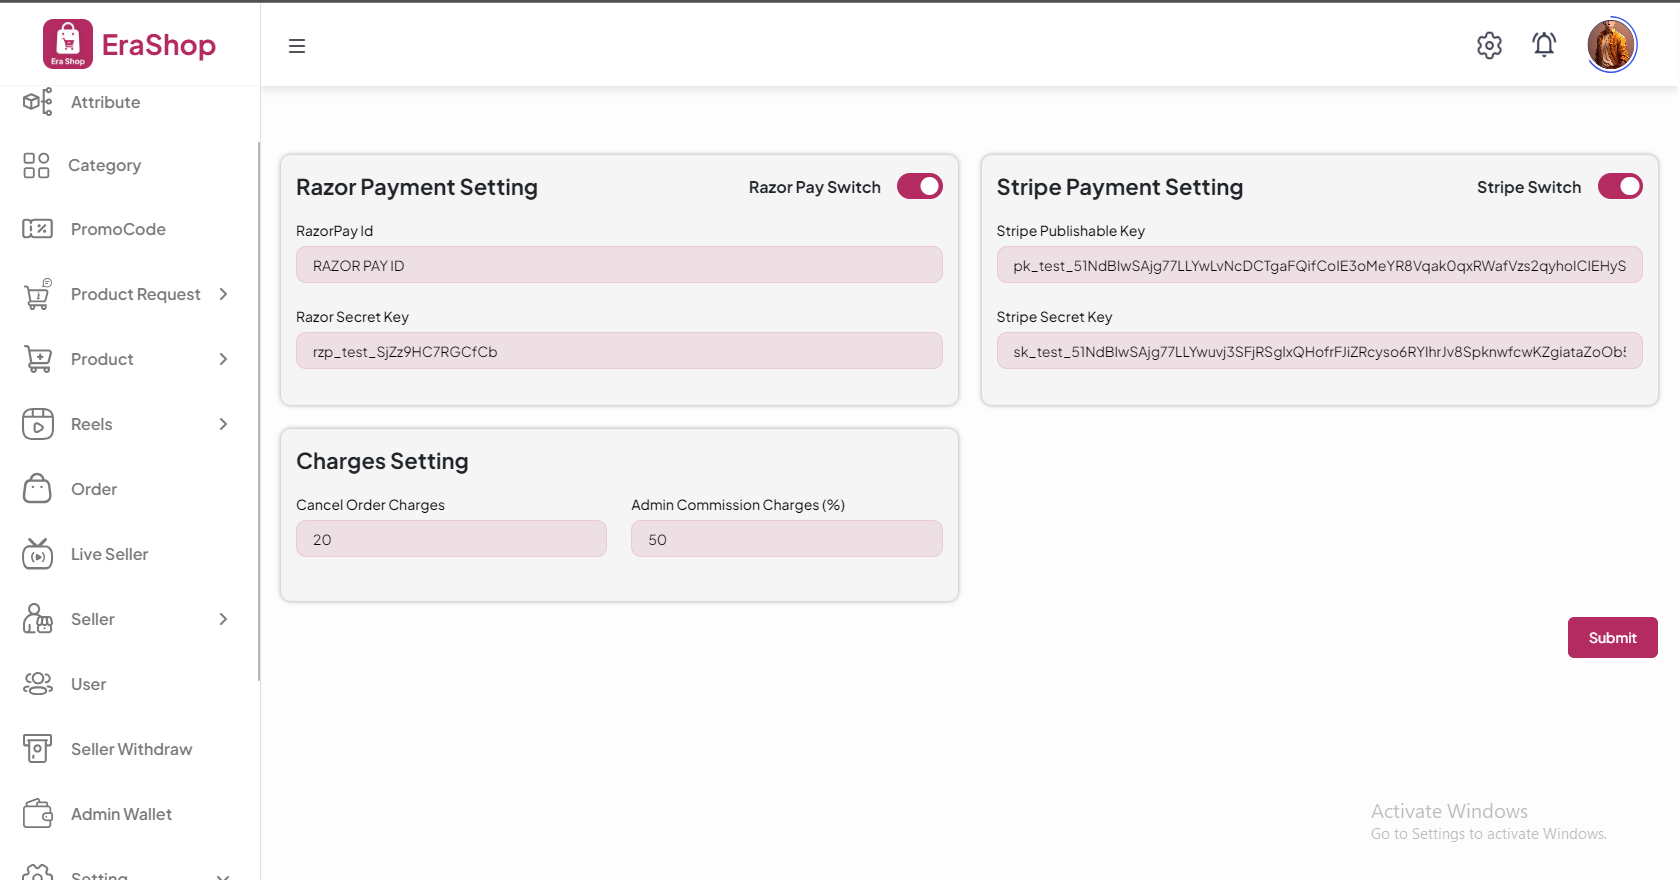 Era Shop
EraShop
Attribute
Category
PromoCode
Product Request
Product
Reels
Order
Live Seller
Seller
User
Seller Withdraw
Admin Wallet
Setting
Razor Payment Setting
Razor Pay Switch
RazorPay Id
RAZOR PAY ID
Razor Secret Key
rzp_test_SjZz9HC7RGCfCb
Stripe Payment Setting
Stripe Switch
Stripe Publishable Key
pk_test_51NdBIwSAjg77LLYwLvNcDCTgaFQifCoIE3oMeYR8Vqak0qxRWafVzs2qyhoICIEHyS
Stripe Secret Key
sk_test_51NdBIwSAjg77LLYwuvj3SFjRSglxQHofrFJiZRcyso6RYIhrJv8SpknwfcwKZgiataZoOb5
Charges Setting
Cancel Order Charges
20
Admin Commission Charges (%)
50
Submit
Activate Windows
Go to Settings to activate Windows.